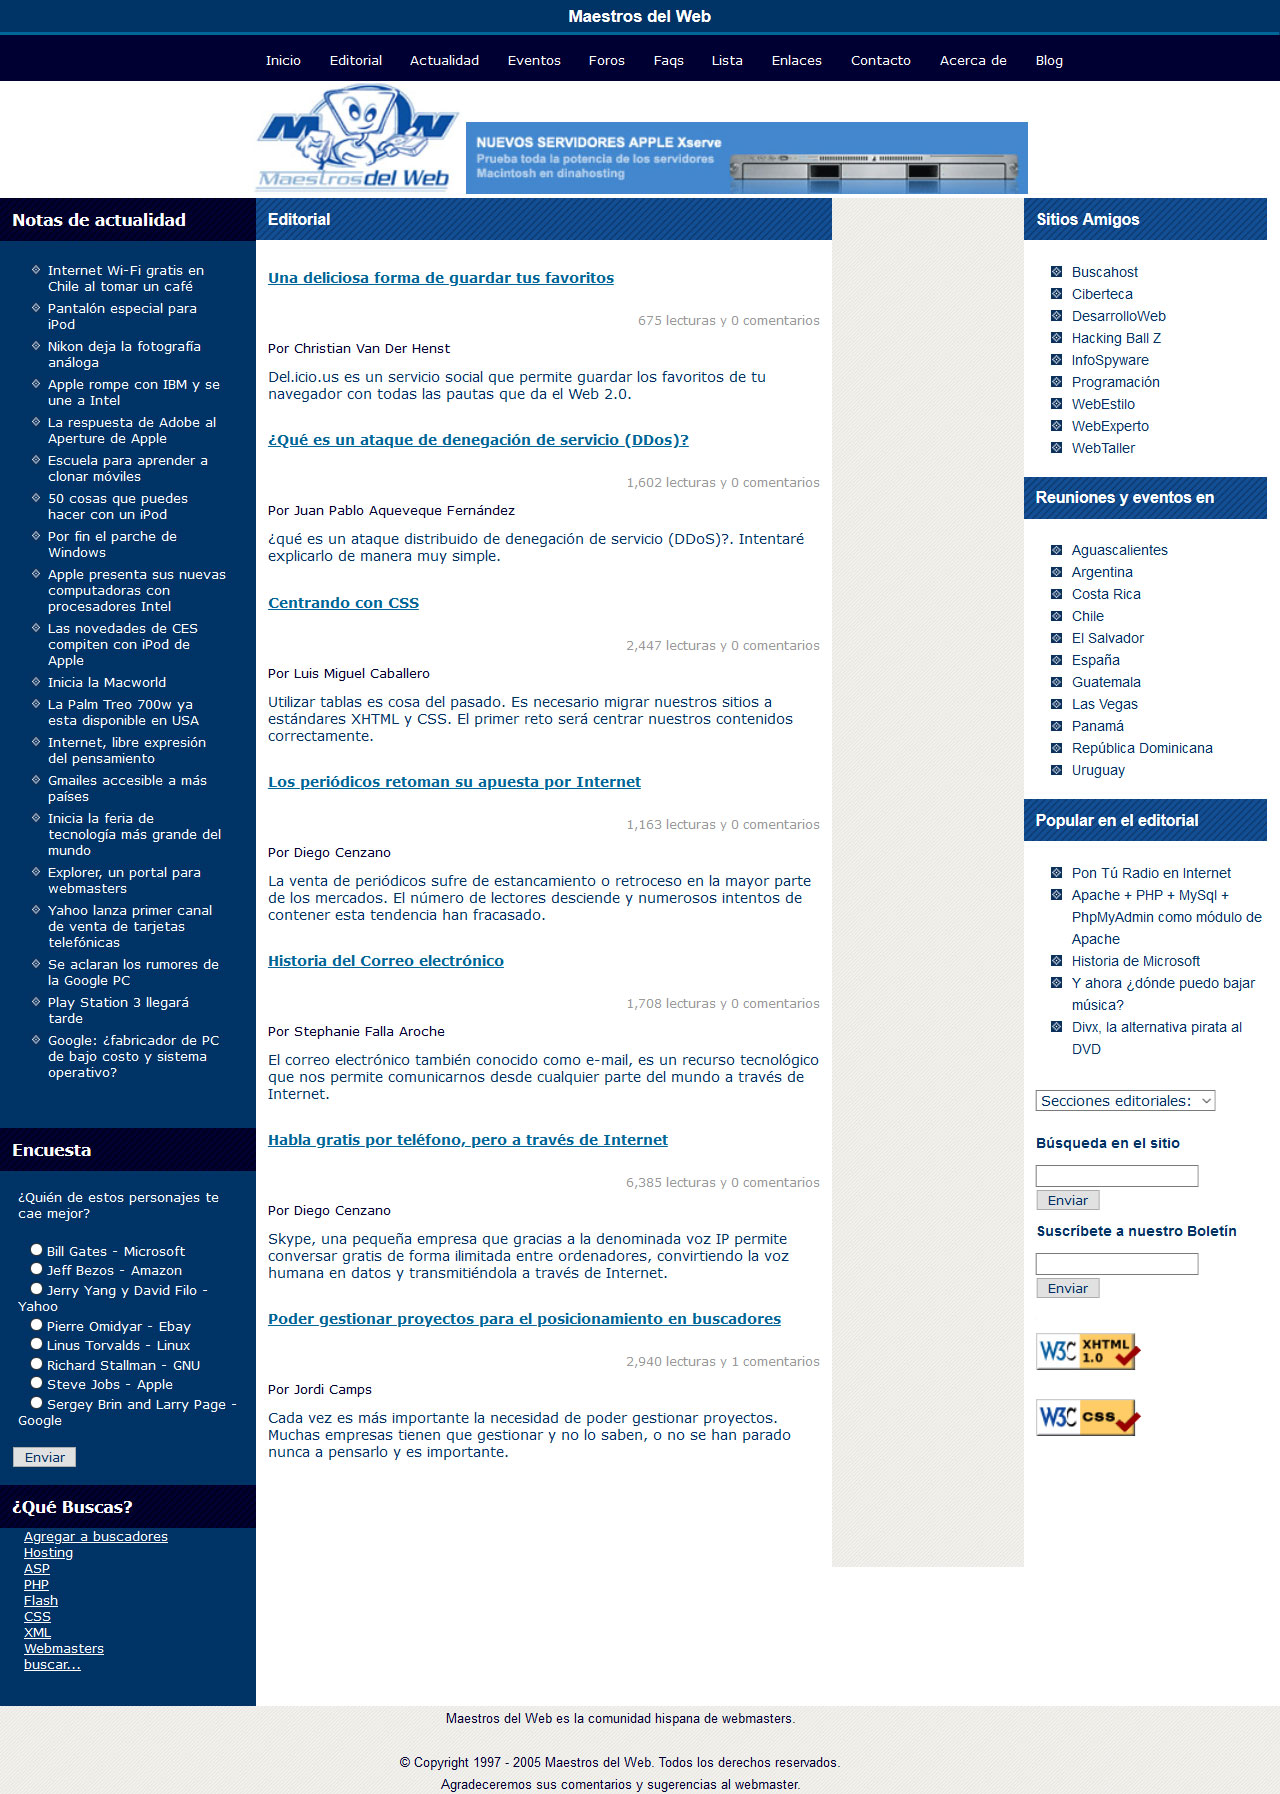 Maestros del Web
Inicio Editorial Actualidad Eventos Foros Faqs Lista Enlaces Contacto Acerca de Blog
MW
Maestros del Web
NUEVOS SERVIDORES APPLE Xserve
Prueba toda la potencia de los servidores
Macintosh en dinahosting
Notas de actualidad
Internet Wi-Fi gratis en
Chile al tomar un café
Pantalón especial para
iPod
Nikon deja la fotografía
análoga
Apple rompe con IBM y se
une a Intel
La respuesta de Adobe al
Aperture de Apple
Escuela para aprender a
clonar móviles
50 cosas que puedes
hacer con un iPod
Por fin el parche de
Windows
Apple presenta sus nuevas
computadoras con
procesadores Intel
Las novedades de CES
compiten con iPod de
Apple
Inicia la Macworld
La Palm Treo 700w ya
esta disponible en USA
Internet, libre expresión
del pensamiento
Gmailes accesible a más
países
Inicia la feria de
tecnología más grande del
mundo
Explorer, un portal para
webmasters
Yahoo lanza primer canal
de venta de tarjetas
telefónicas
Se aclaran los rumores de
la Google PC
Play Station 3 llegará
tarde
Google: ¿fabricador de PC
de bajo costo y sistema
operativo?
Encuesta
¿Quién de estos personajes te
cae mejor?
Bill Gates - Microsoft
Jeff Bezos - Amazon
Jerry Yang y David Filo -
Yahoo
Pierre Omidyar - Ebay
Linus Torvalds - Linux
Richard Stallman - GNU
Steve Jobs - Apple
Sergey Brin and Larry Page -
Google
Enviar
¿Qué Buscas?
Agregar a buscadores
Hosting
ASP
PHP
Flash
CSS
XML
Webmasters
buscar...
Editorial
Una deliciosa forma de guardar tus favoritos
675 lecturas y 0 comentarios
Por Christian Van Der Henst
Del.icio.us es un servicio social que permite guardar los favoritos de tu
navegador con todas las pautas que da el Web 2.0.
¿Qué es un ataque de denegación de servicio (DDos)?
1,602 lecturas y 0 comentarios
Por Juan Pablo Aqueveque Fernández
¿qué es un ataque distribuido de denegación de servicio (DDoS)?. Intentaré
explicarlo de manera muy simple.
Centrando con CSS
2,447 lecturas y 0 comentarios
Por Luis Miguel Caballero
Utilizar tablas es cosa del pasado. Es necesario migrar nuestros sitios a
estándares XHTML y CSS. El primer reto será centrar nuestros contenidos
correctamente.
Los periódicos retoman su apuesta por Internet
1,163 lecturas y 0 comentarios
Por Diego Cenzano
La venta de periódicos sufre de estancamiento o retroceso en la mayor parte
de los mercados. El número de lectores desciende y numerosos intentos de
contener esta tendencia han fracasado.
Historia del Correo electrónico
1,708 lecturas y 0 comentarios
Por Stephanie Falla Aroche
El correo electrónico también conocido como e-mail, es un recurso tecnológico
que nos permite comunicarnos desde cualquier parte del mundo a través de
Internet.
Habla gratis por teléfono, pero a través de Internet
6,385 lecturas y 0 comentarios
Por Diego Cenzano
Skype, una pequeña empresa que gracias a la denominada voz IP permite
conversar gratis de forma ilimitada entre ordenadores, convirtiendo la voz
humana en datos y transmitiéndola a través de Internet.
Poder gestionar proyectos para el posicionamiento en buscadores
2,940 lecturas y 1 comentarios
Por Jordi Camps
Cada vez es más importante la necesidad de poder gestionar proyectos.
Muchas empresas tienen que gestionar y no lo saben, o no se han parado
nunca a pensarlo y es importante.
Sitios Amigos
Buscahost
Ciberteca
DesarrolloWeb
Hacking Ball Z
InfoSpyware
Programación
WebEstilo
WebExperto
WebTaller
Reuniones y eventos en
Aguascalientes
Argentina
Costa Rica
Chile
El Salvador
España
Guatemala
Las Vegas
Panamá
República Dominicana
Uruguay
Popular en el editorial
Pon Tú Radio en Internet
Apache + PHP + MySql +
PhpMyAdmin como módulo de
Apache
Historia de Microsoft
Y ahora ¿dónde puedo bajar
música?
Divx, la alternativa pirata al
DVD
Secciones editoriales:
Búsqueda en el sitio
Enviar
Suscríbete a nuestro Boletín
Enviar
W3C XHTML 1.0
W3C CSS
Maestros del Web es la comunidad hispana de webmasters.
© Copyright 1997 - 2005 Maestros del Web. Todos los derechos reservados.
Agradeceremos sus comentarios y sugerencias al webmaster.